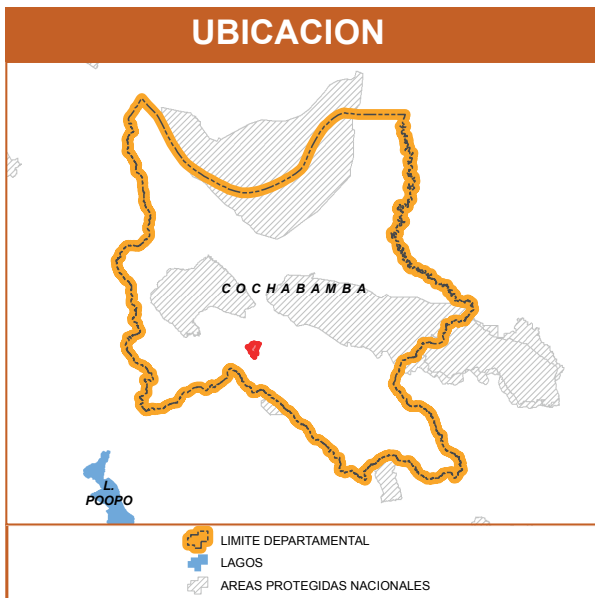 UBICACION
COCHABAMBA
L.
POOPO
LIMITE DEPARTAMENTAL
LAGOS
AREAS PROTEGIDAS NACIONALES